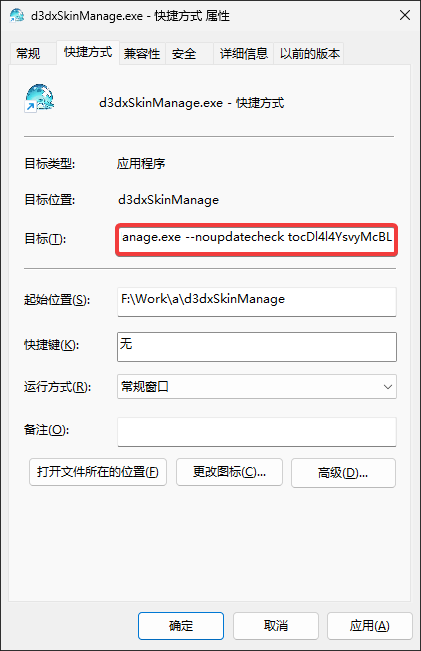 d3dxSkinManage.exe - 快捷方式 属性
常规 快捷方式 兼容性 安全 详细信息 以前的版本
d3dxSkinManage.exe - 快捷方式
目标类型: 应用程序
目标位置: d3dxSkinManage
目标(T): anage.exe --noupdatecheck tocDl4l4YsvyMcBL
起始位置(S): F:\Work\a\d3dxSkinManage
快捷键(K): 无
运行方式(R): 常规窗口
备注(O):
打开文件所在的位置(F) 更改图标(C)... 高级(D)...
确定 取消 应用(A)